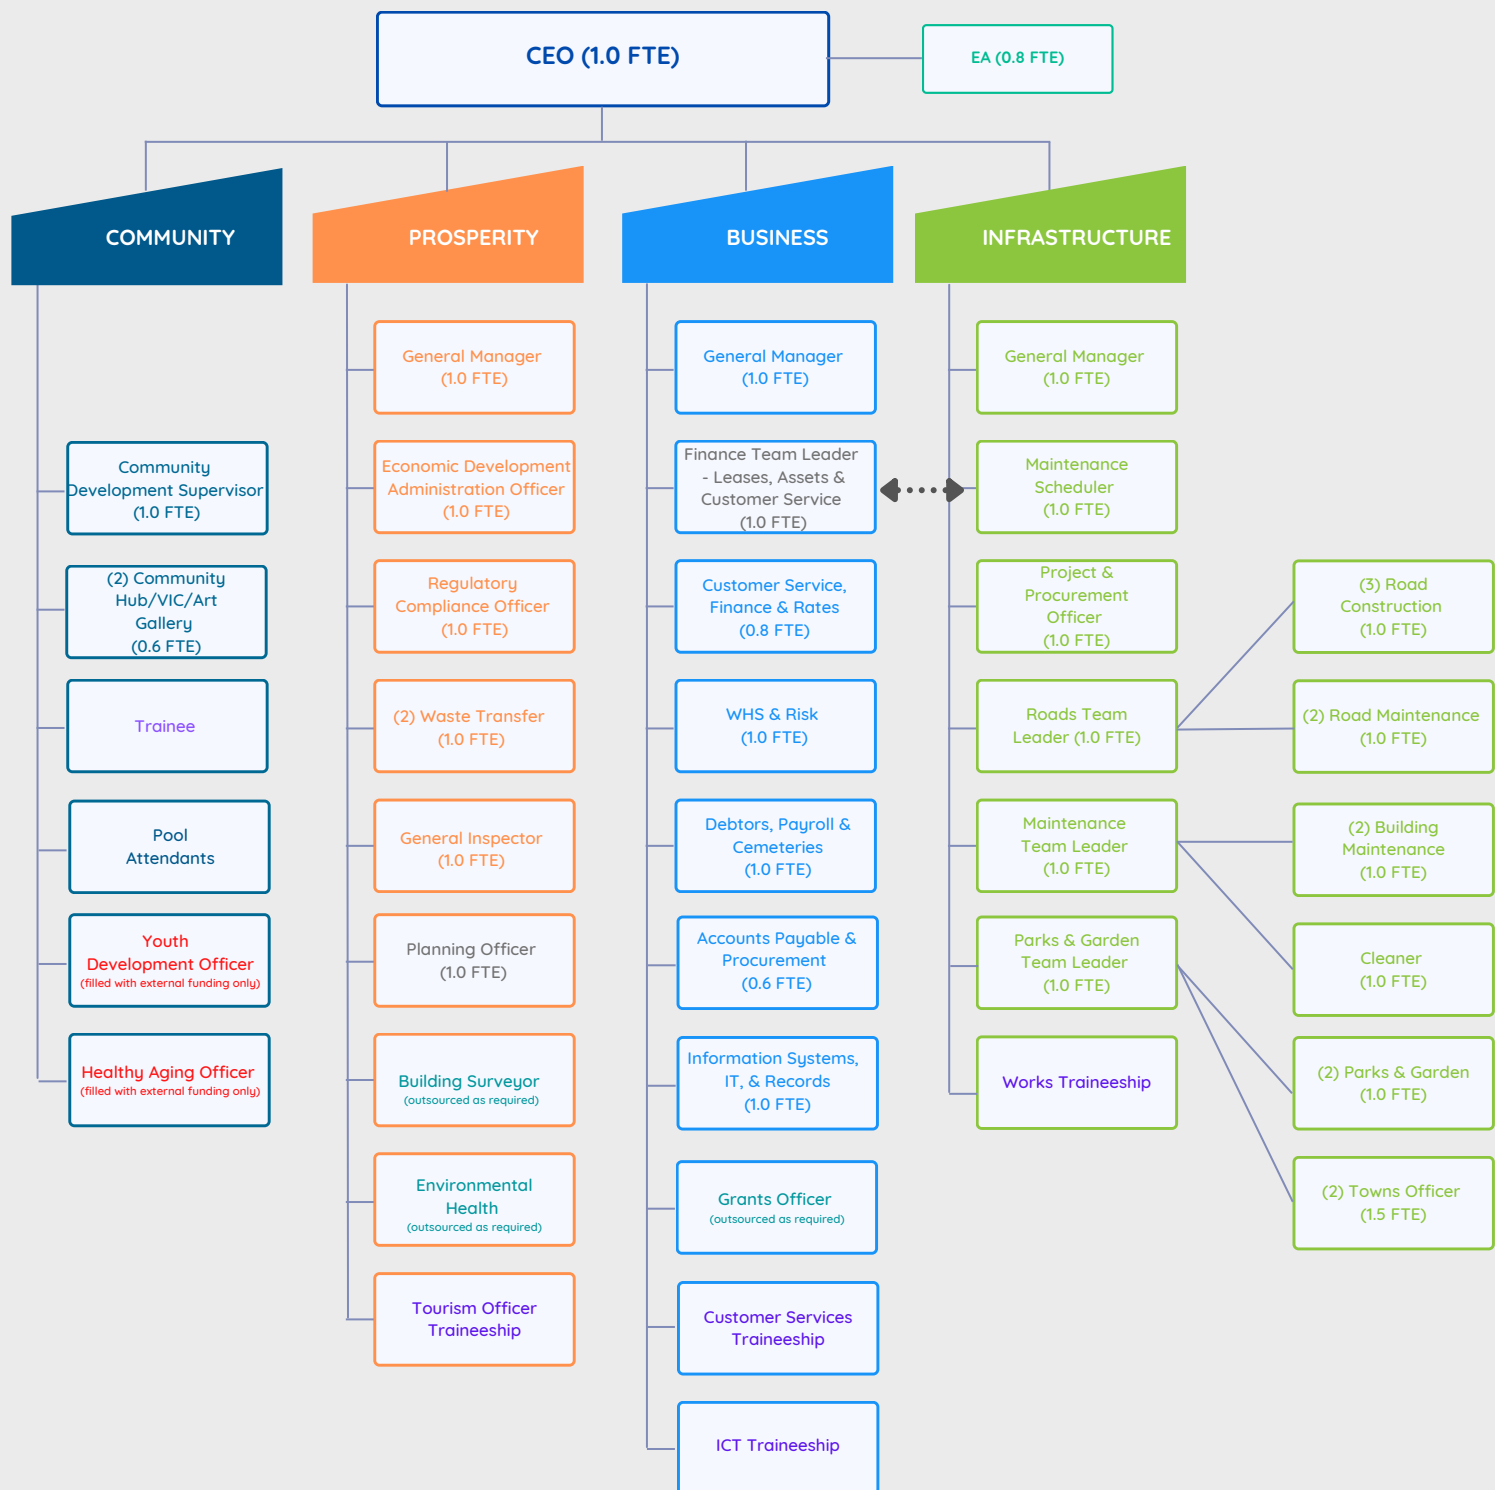 CEO (1.0 FTE)
EA (0.8 FTE)
COMMUNITY
PROSPERITY
BUSINESS
INFRASTRUCTURE
Community
Development Supervisor
(1.0 FTE)
(2) Community
Hub/VIC/Art
Gallery
(0.6 FTE)
Trainee
Pool
Attendants
Youth
Development Officer
(filled with external funding only)
Healthy Aging Officer
(filled with external funding only)
General Manager
(1.0 FTE)
Economic Development
Administration Officer
(1.0 FTE)
Regulatory
Compliance Officer
(1.0 FTE)
(2) Waste Transfer
(1.0 FTE)
General Inspector
(1.0 FTE)
Planning Officer
(1.0 FTE)
Building Surveyor
(outsourced as required)
Environmental
Health
(outsourced as required)
Tourism Officer
Traineeship
General Manager
(1.0 FTE)
Finance Team Leader
- Leases, Assets &
Customer Service
(1.0 FTE)
Customer Service,
Finance & Rates
(0.8 FTE)
WHS & Risk
(1.0 FTE)
Debtors, Payroll &
Cemeteries
(1.0 FTE)
Accounts Payable &
Procurement
(0.6 FTE)
Information Systems,
IT, & Records
(1.0 FTE)
Grants Officer
(outsourced as required)
Customer Services
Traineeship
ICT Traineeship
General Manager
(1.0 FTE)
Maintenance
Scheduler
(1.0 FTE)
Project &
Procurement
Officer
(1.0 FTE)
Roads Team
Leader (1.0 FTE)
Maintenance
Team Leader
(1.0 FTE)
Parks & Garden
Team Leader
(1.0 FTE)
Works Traineeship
(3) Road
Construction
(1.0 FTE)
(2) Road Maintenance
(1.0 FTE)
(2) Building
Maintenance
(1.0 FTE)
Cleaner
(1.0 FTE)
(2) Parks & Garden
(1.0 FTE)
(2) Towns Officer
(1.5 FTE)